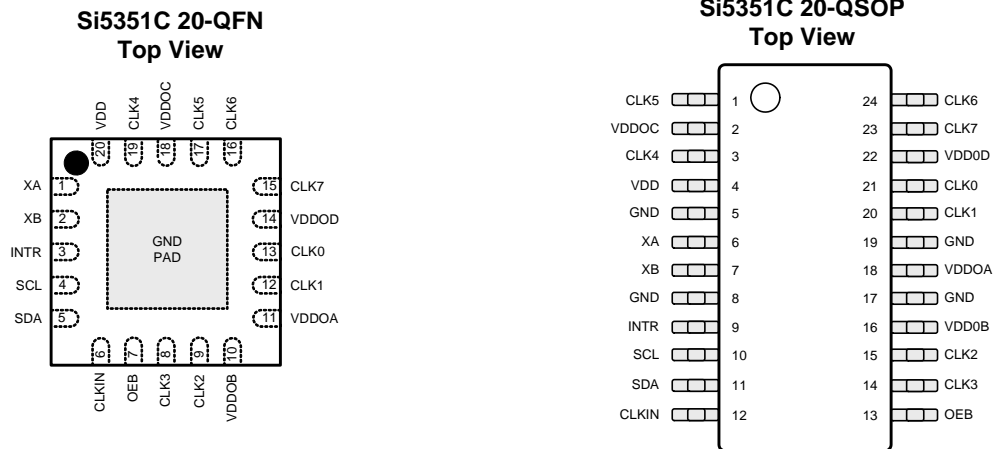 Si5351C 20-QFN
Top View
VDD
CLK4
VDDOC
CLK5
CLK6
20
19
18
17
16
XA 1
XB 2
INTR 3
SCL 4
SDA 5
GND
PAD
15 CLK7
14 VDDOD
13 CLK0
12 CLK1
11 VDDOA
6
7
8
9
10
CLKIN
OEB
CLK3
CLK2
VDDOB
Si5351C 20-QSOP
Top View
CLK5 1 24 CLK6
VDDOC 2 23 CLK7
CLK4 3 22 VDD0D
VDD 4 21 CLK0
GND 5 20 CLK1
XA 6 19 GND
XB 7 18 VDDOA
GND 8 17 GND
INTR 9 16 VDD0B
SCL 10 15 CLK2
SDA 11 14 CLK3
CLKIN 12 13 OEB